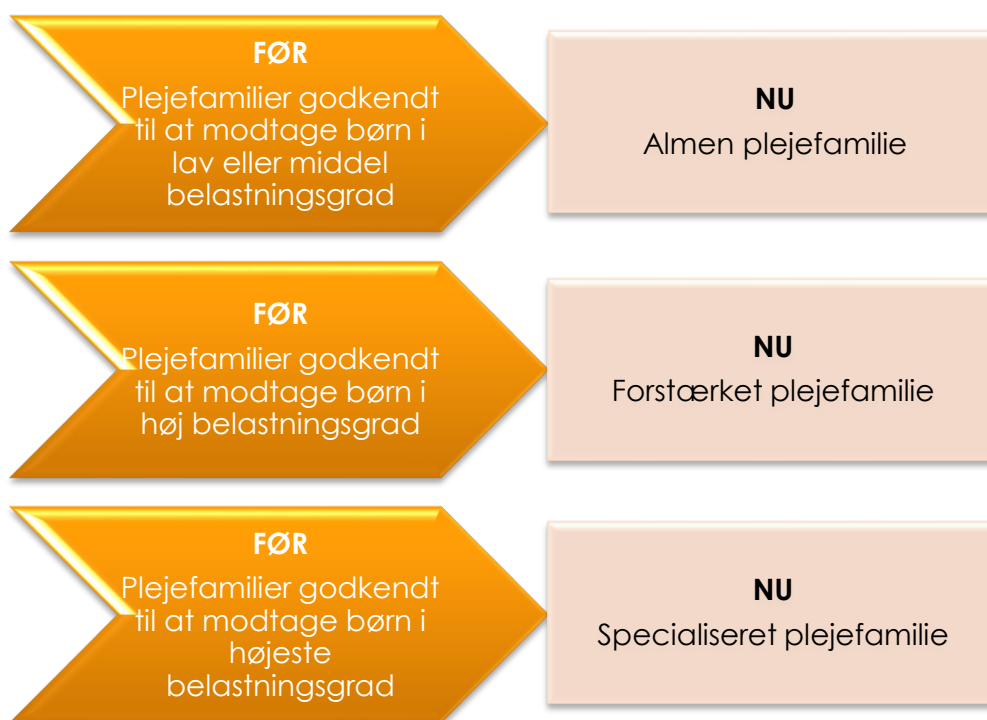 FØR
Plejefamilier godkendt
til at modtage børn i
lav eller middel
belastningsgrad
NU
Almen plejefamilie
FØR
Plejefamilier godkendt
til at modtage børn i
høj belastningsgrad
NU
Forstærket plejefamilie
FØR
Plejefamilier godkendt
til at modtage børn i
højeste
belastningsgrad
NU
Specialiseret plejefamilie